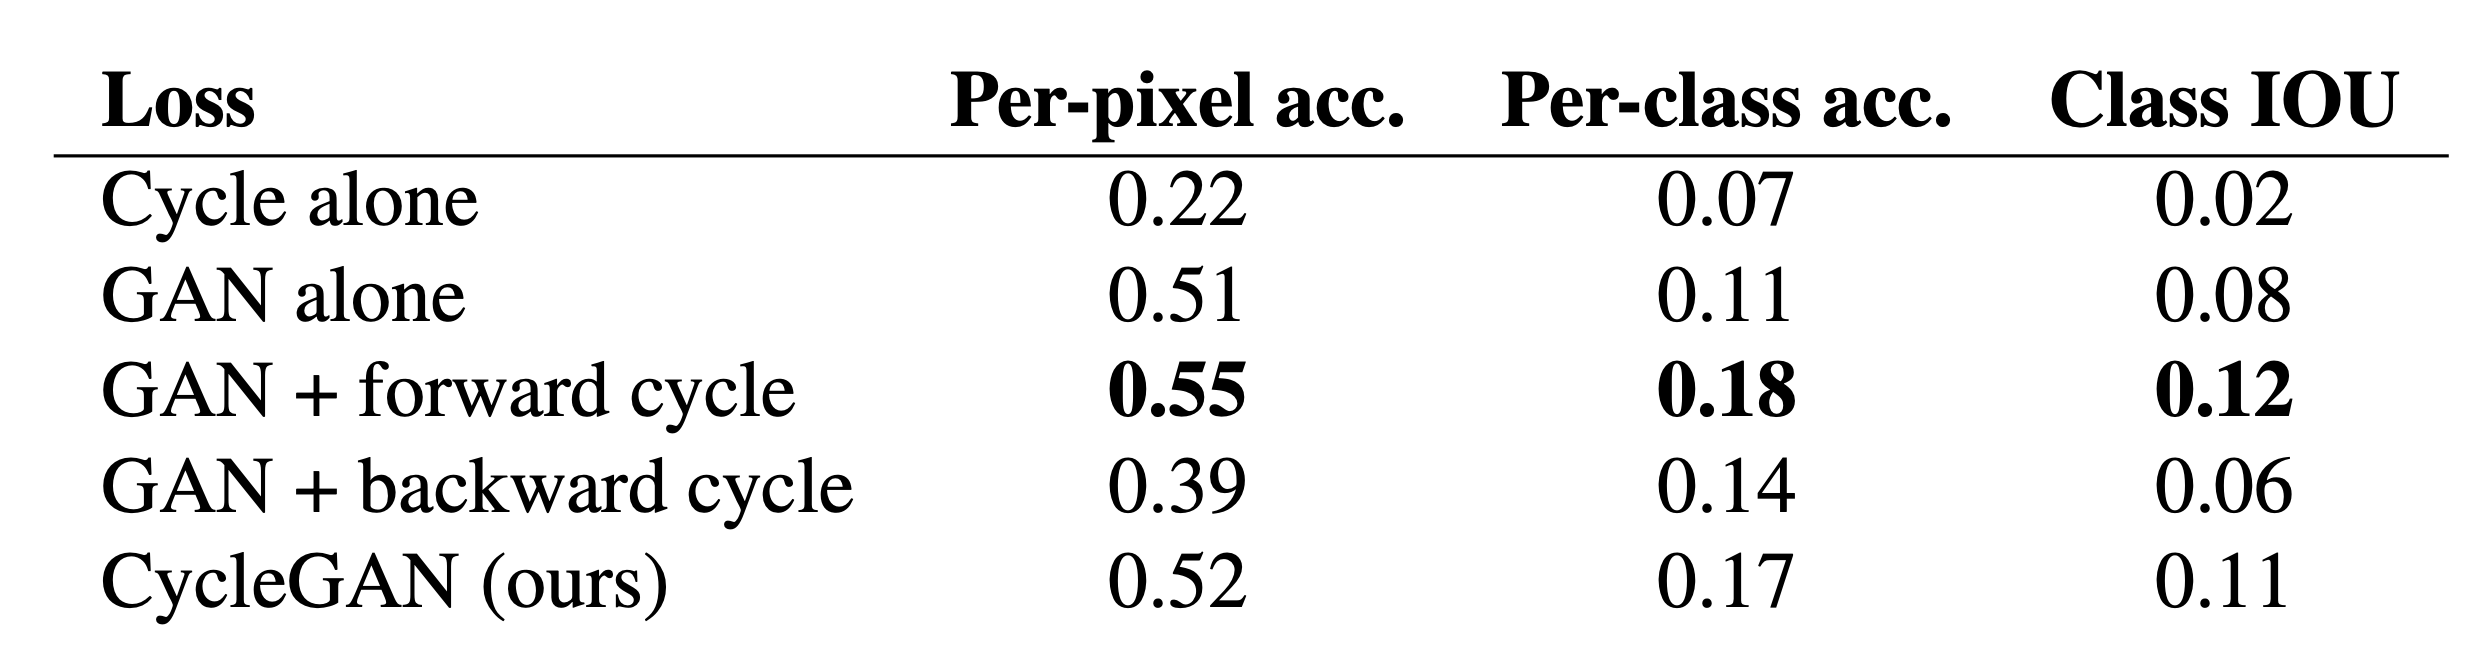 Loss Per-pixel acc. Per-class acc. Class IOU
Cycle alone 0.22 0.07 0.02
GAN alone 0.51 0.11 0.08
GAN + forward cycle 0.55 0.18 0.12
GAN + backward cycle 0.39 0.14 0.06
CycleGAN (ours) 0.52 0.17 0.11